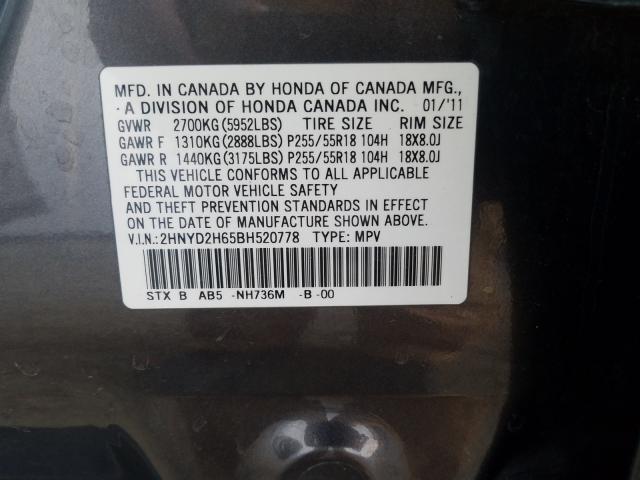 MFD. IN CANADA BY HONDA OF CANADA MFG.,
A DIVISION OF HONDA CANADA INC. 01/'11
GVWR 2700KG(5952LBS) TIRE SIZE RIM SIZE
GAWR F 1310KG(2888LBS) P255/55R18 104H 18X8.0J
GAWR R 1440KG(3175LBS) P255/55R18 104H 18X8.0J
THIS VEHICLE CONFORMS TO ALL APPLICABLE
FEDERAL MOTOR VEHICLE SAFETY
AND THEFT PREVENTION STANDARDS IN EFFECT
ON THE DATE OF MANUFACTURE SHOWN ABOVE.
V.I.N.:2HNYD2H65BH520778 TYPE: MPV
STX B AB5 -NH736M -B-00